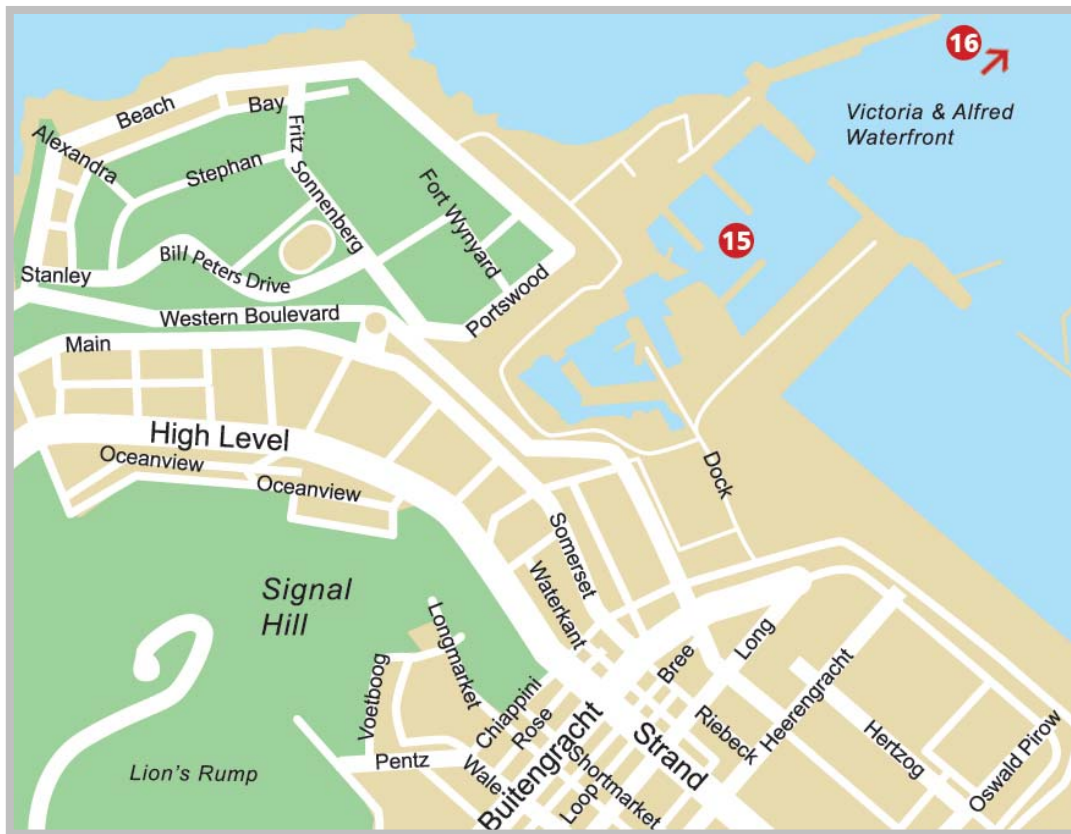 16
Victoria & Alfred
Waterfront
Beach
Bay
Alexandra
Fritz Sonnenberg
Stephan
Fort Wynyard
15
Stanley
Bill Peters Drive
Portswood
Western Boulevard
Main
High Level
Oceanview
Oceanview
Dock
Somerset
Signal
Hill
Waterkant
Longmarket
Voetboog
Bree
Long
Heerengracht
Chiappini
Rose
Buitengracht
Strand
Riebeck
Hertzog
Oswald Pirow
Lion's Rump
Pentz
Wale
Loop
Shortmarket